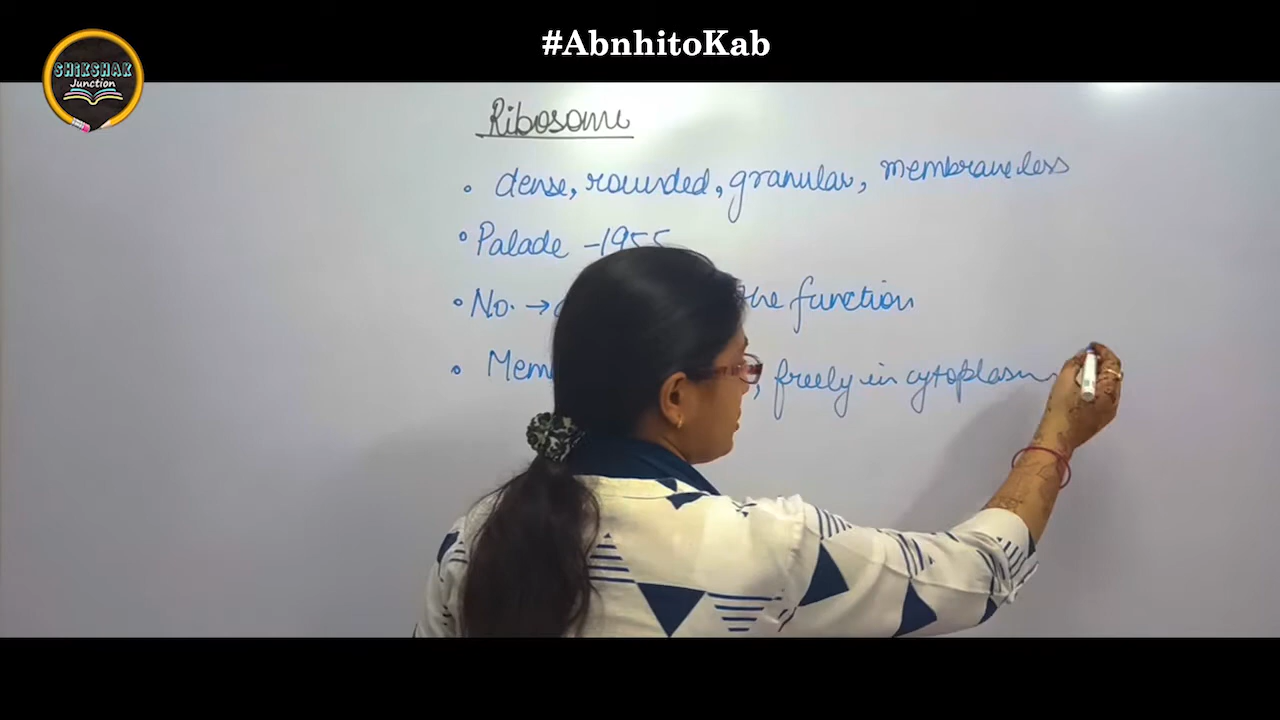 #AbnhitoKab
SHIKSHAK
Junction
Ribosome
• dense, rounded, granular, membraneless
• Palade - 1955
• No. → the function
• Mem , freely in cytoplasm